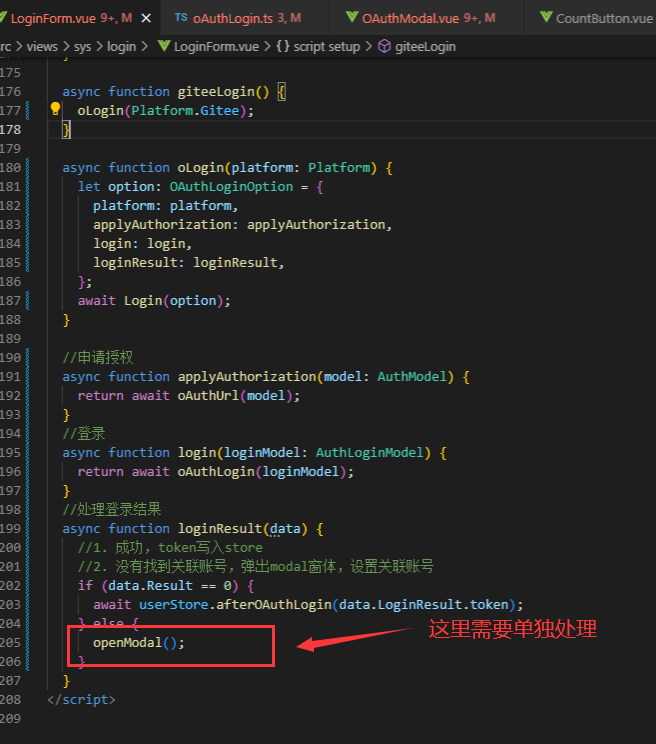 LoginForm.vue 9+, M
TS oAuthLogin.ts 3, M
OAuthModal.vue 9+, M
CountButton.vue
rc > views > sys > login > LoginForm.vue > {} script setup > giteeLogin
175
176 async function giteeLogin() {
177 oLogin(Platform.Gitee);
178 }
179
180 async function oLogin(platform: Platform) {
181 let option: OAuthLoginOption = {
182 platform: platform,
183 applyAuthorization: applyAuthorization,
184 login: login,
185 loginResult: loginResult,
186 };
187 await Login(option);
188 }
189
190 //申请授权
191 async function applyAuthorization(model: AuthModel) {
192 return await oAuthUrl(model);
193 }
194 //登录
195 async function login(loginModel: AuthLoginModel) {
196 return await oAuthLogin(loginModel);
197 }
198 //处理登录结果
199 async function loginResult(data) {
200 //1. 成功，token写入store
201 //2. 没有找到关联账号，弹出modal窗体，设置关联账号
202 if (data.Result == 0) {
203 await userStore.afterOAuthLogin(data.LoginResult.token);
204 } else {
205 openModal();
206 }
207 }
208 </script>
209
这里需要单独处理